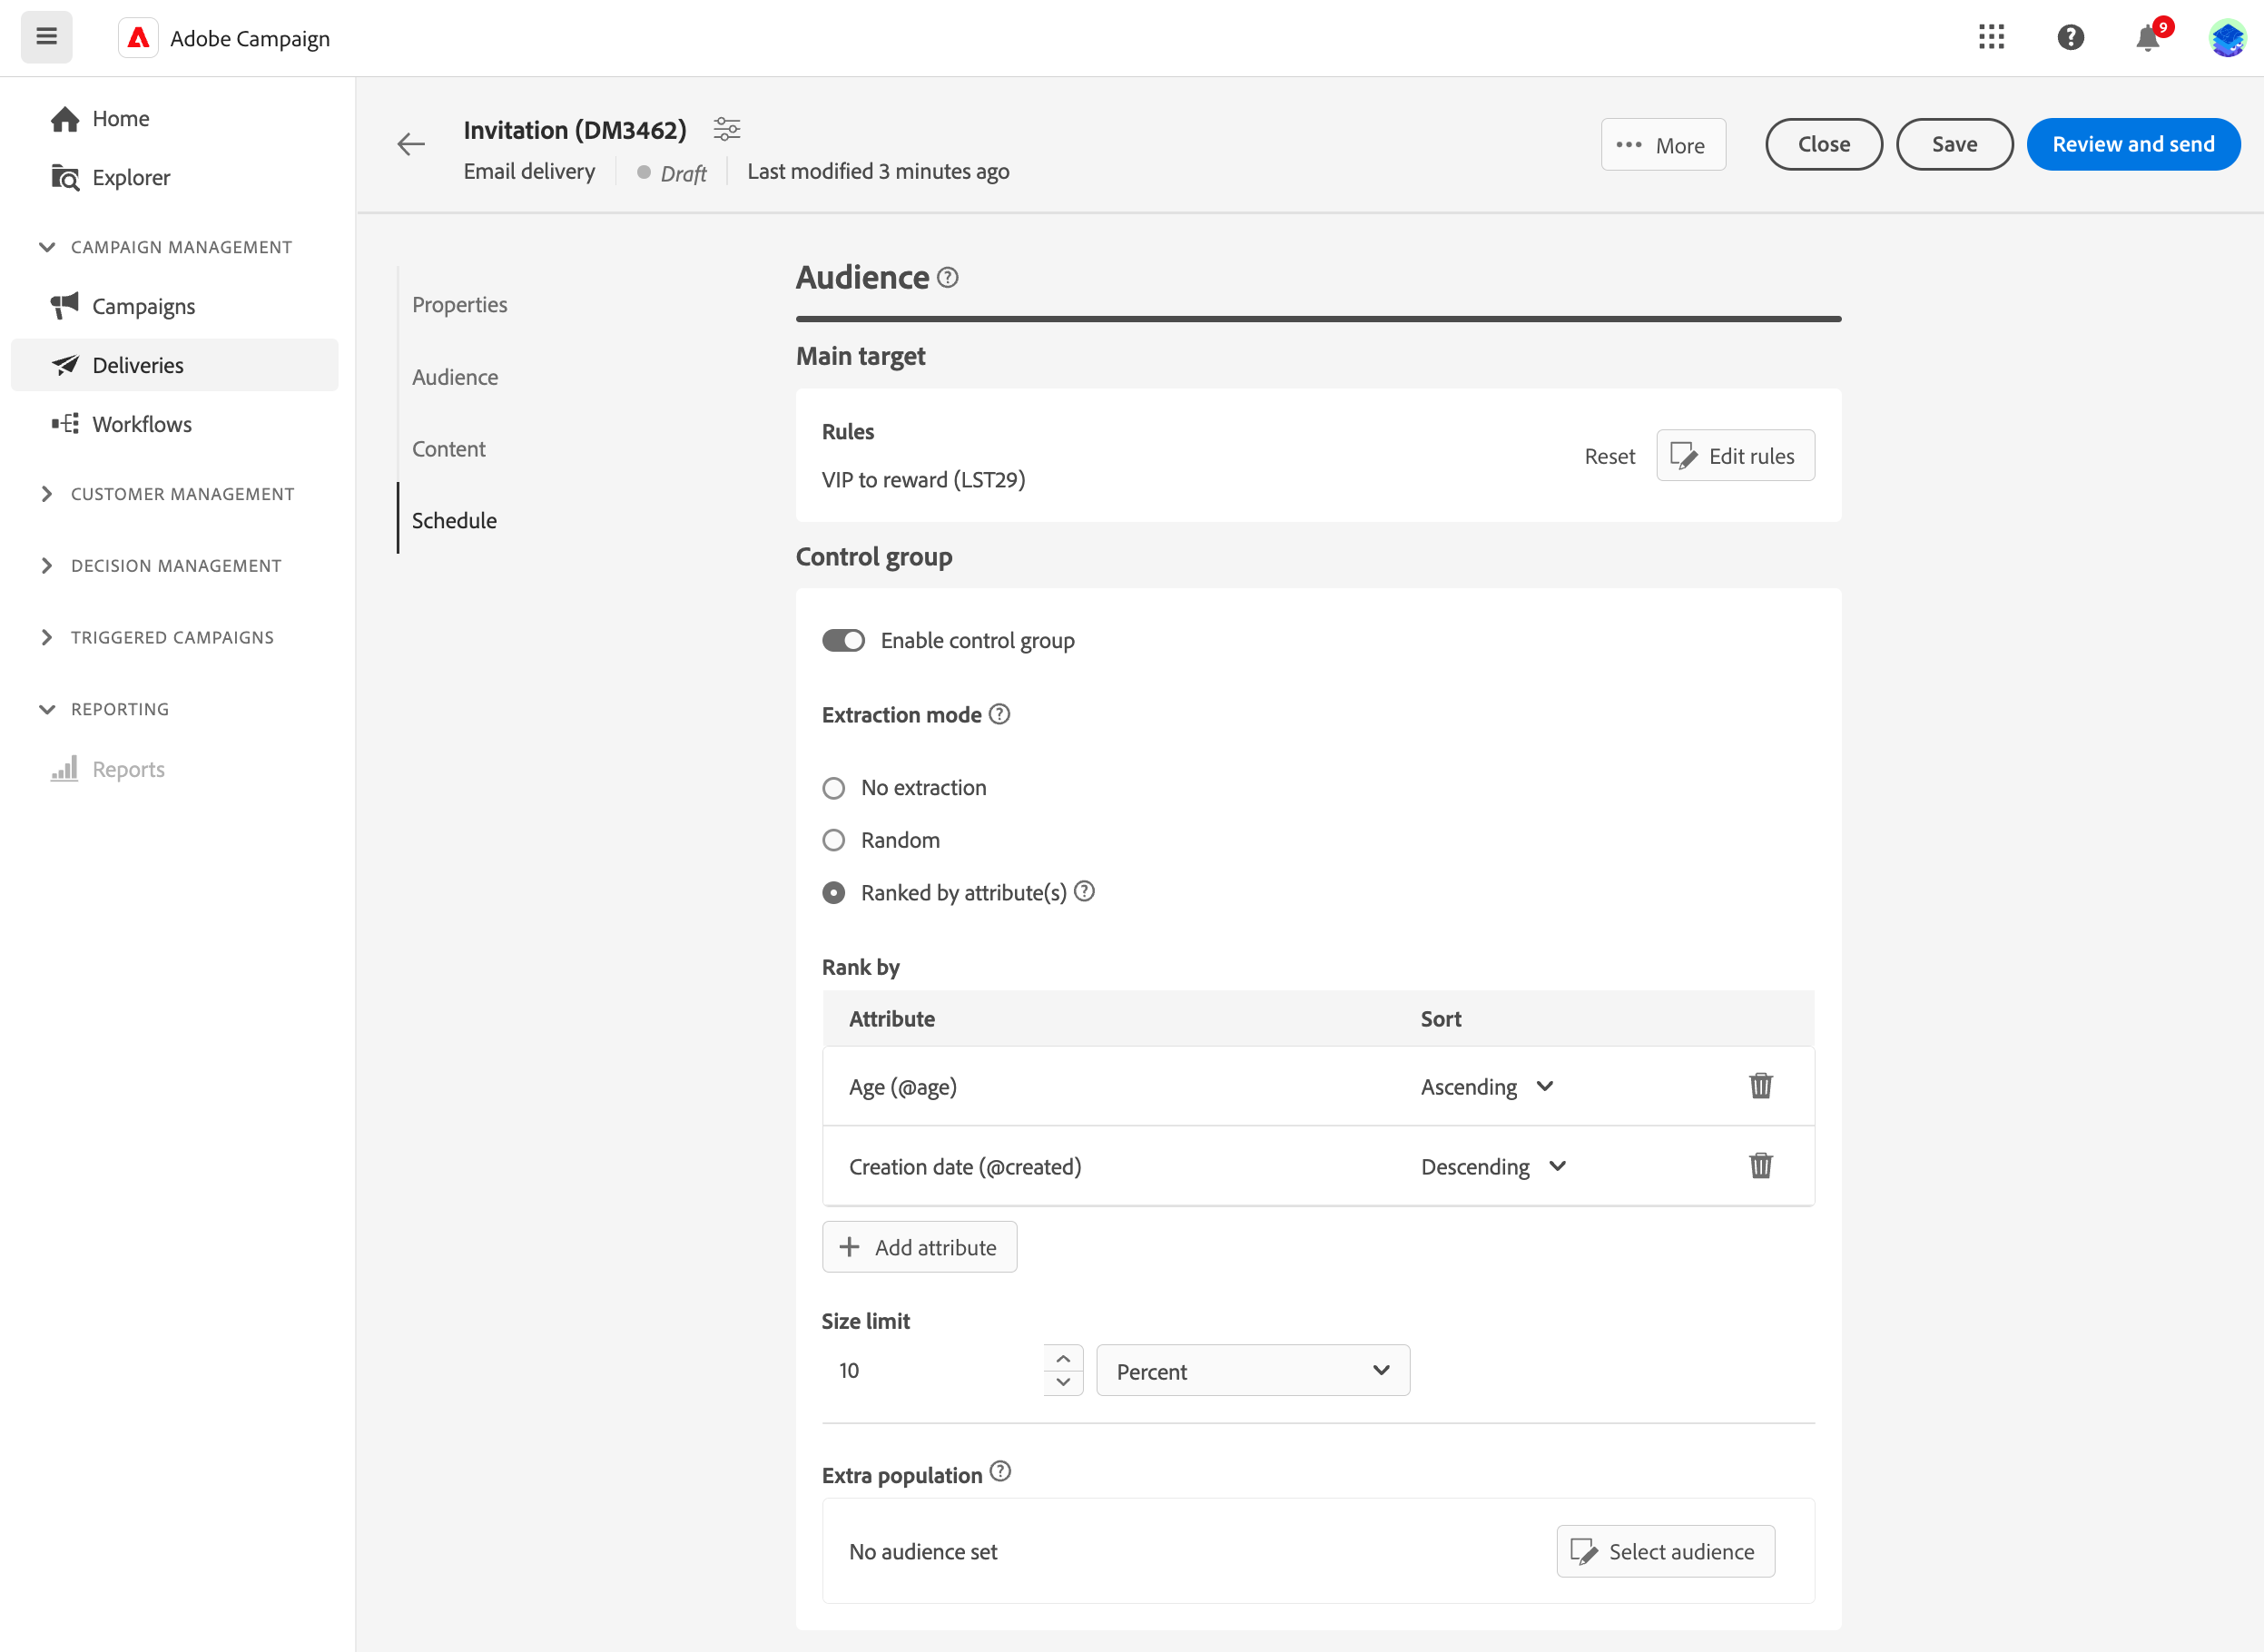 Adobe Campaign
9
Home
Explorer
CAMPAIGN MANAGEMENT
Campaigns
Deliveries
Workflows
CUSTOMER MANAGEMENT
DECISION MANAGEMENT
TRIGGERED CAMPAIGNS
REPORTING
Reports
Invitation (DM3462)
Email delivery
Draft
Last modified 3 minutes ago
More
Close
Save
Review and send
Properties
Audience
Content
Schedule
Audience
Main target
Rules
VIP to reward (LST29)
Reset
Edit rules
Control group
Enable control group
Extraction mode
No extraction
Random
Ranked by attribute(s)
Rank by
Attribute Sort
Age (@age) Ascending
Creation date (@created) Descending
Add attribute
Size limit
10 Percent
Extra population
No audience set
Select audience